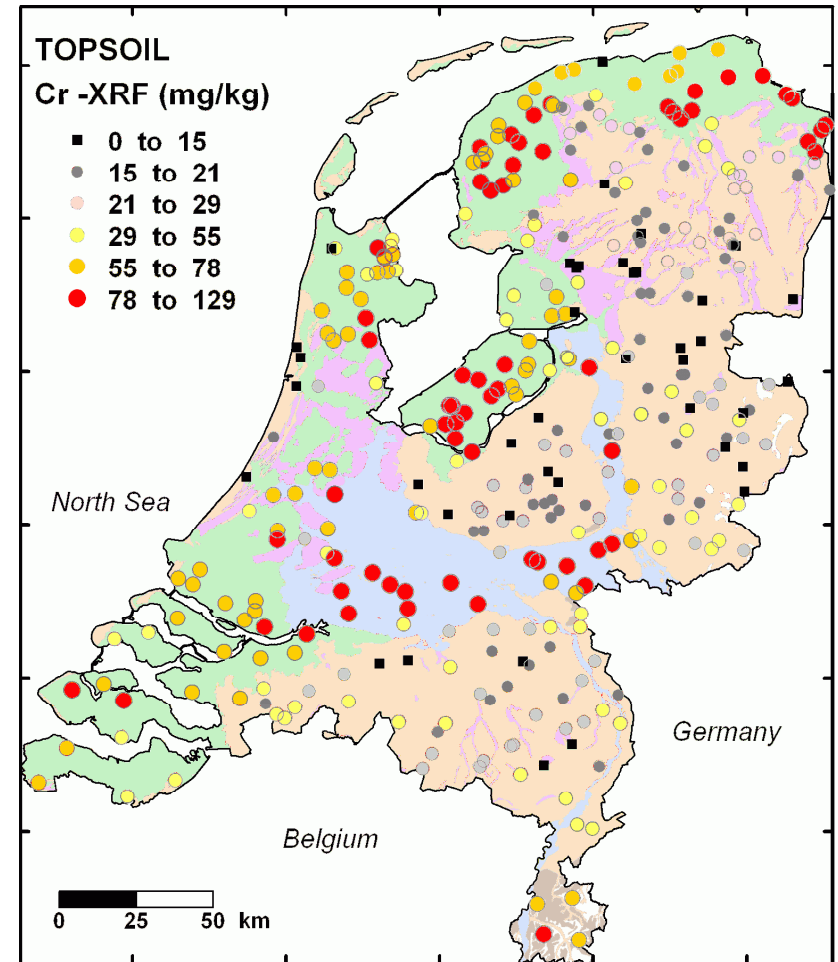 TOPSOIL
Cr -XRF (mg/kg)
0 to 15
15 to 21
21 to 29
29 to 55
55 to 78
78 to 129
North Sea
Germany
Belgium
0 25 50 km